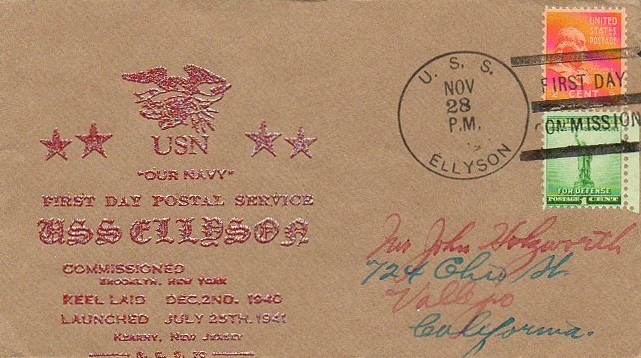 USN
"OUR NAVY"
FIRST DAY POSTAL SERVICE
USS ELLYSON
COMMISSIONED
BROOKLYN, NEW YORK
KEEL LAID DEC. 2ND. 1940
LAUNCHED JULY 25TH. 1941
KEARNY, NEW JERSEY
U. S. S.
NOV
28
P.M.
ELLYSON
UNITED
STATES
POSTAGE
CENT
FIRST DAY
COMMISSION
FOR DEFENSE
POSTAGE 1 CENT
Mr John Holzworth
724 Ohio St.
Vallejo
California.